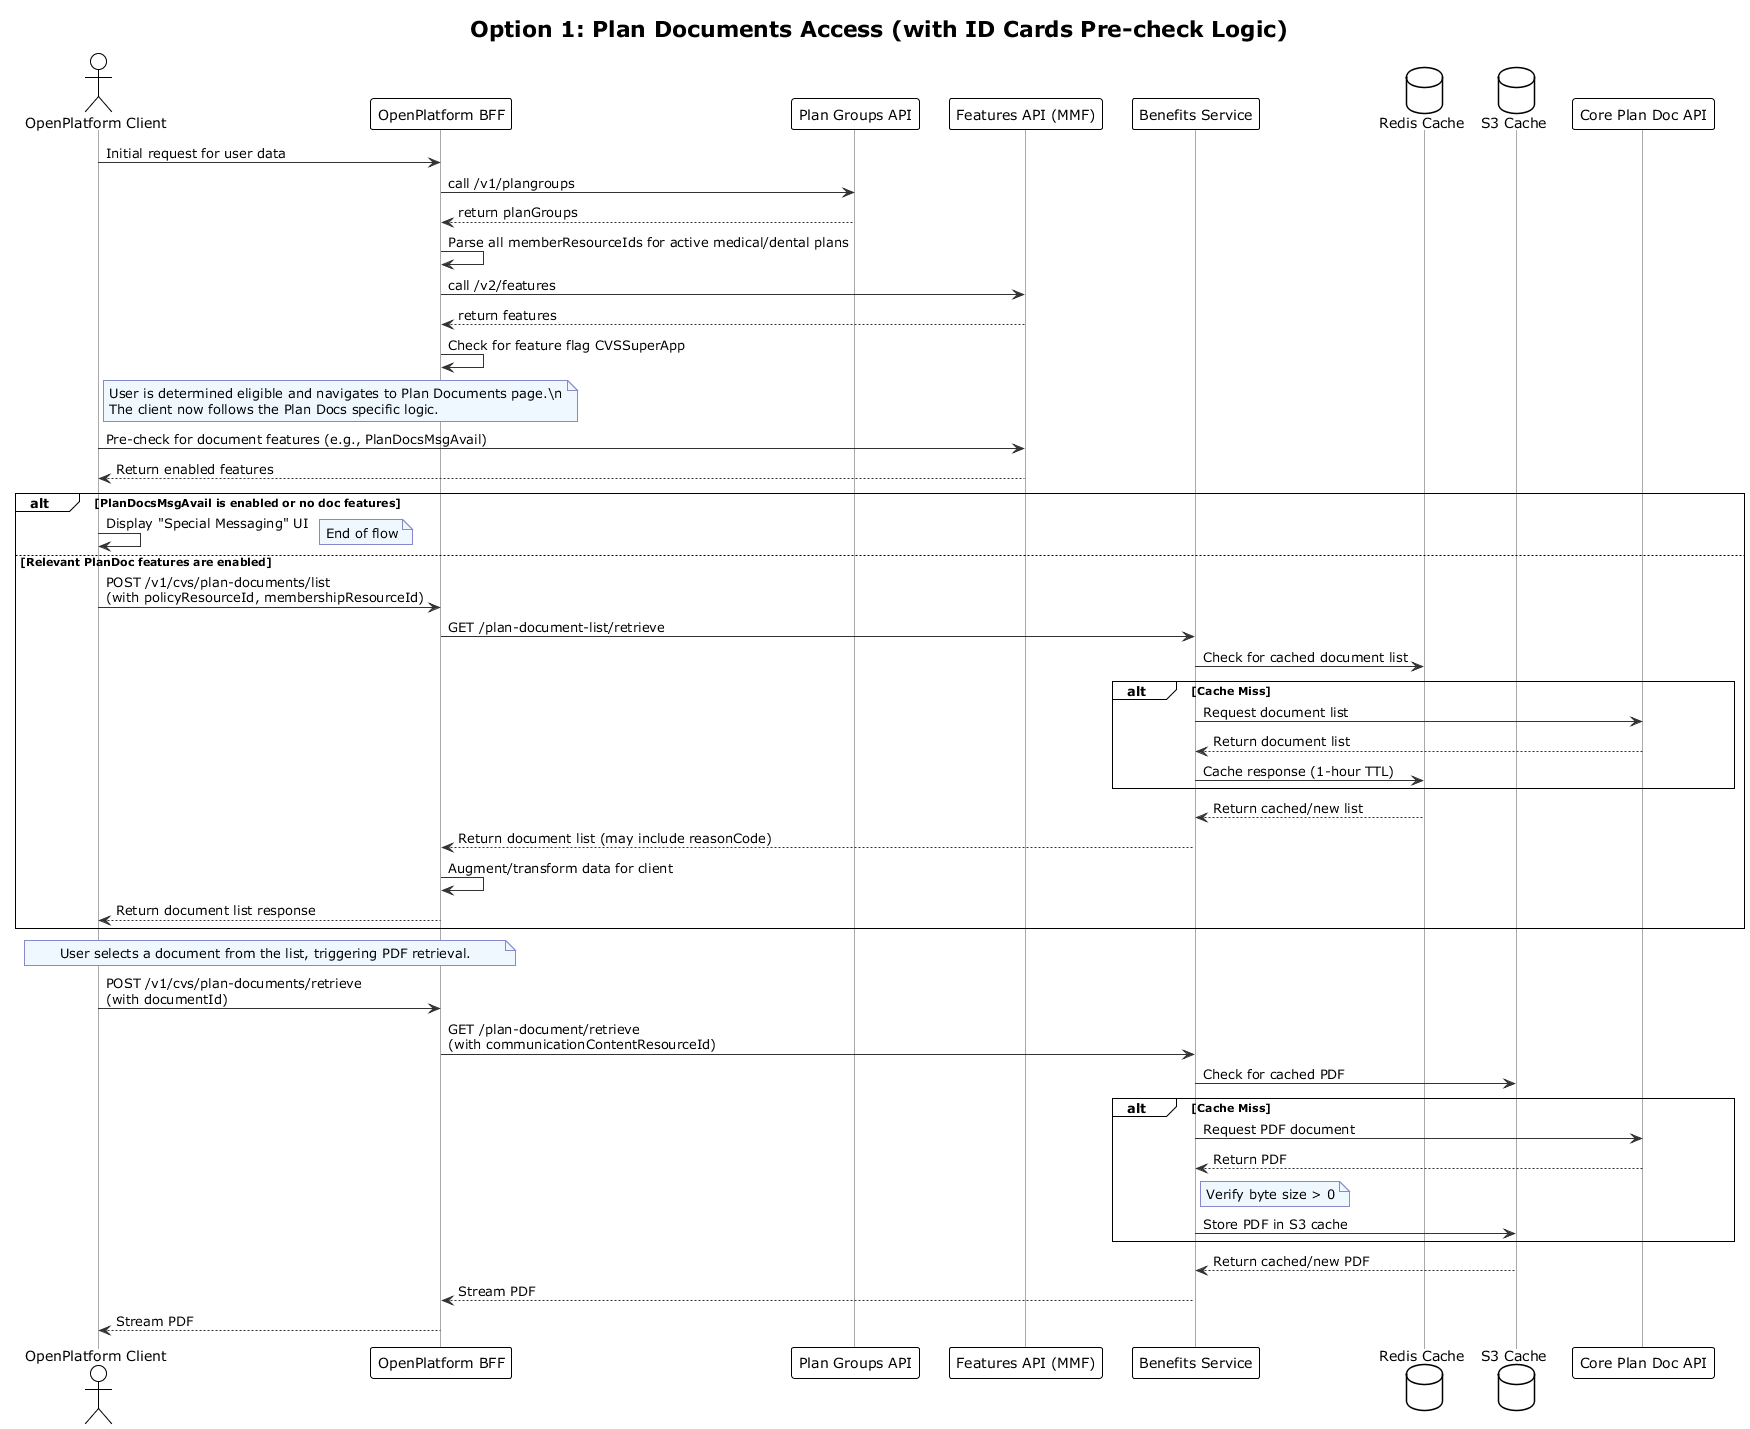 Option 1: Plan Documents Access (with ID Cards Pre-check Logic)
OpenPlatform Client
OpenPlatform BFF
Plan Groups API
Features API (MMF)
Benefits Service
Redis Cache
S3 Cache
Core Plan Doc API
Initial request for user data
call /v1/plangroups
return planGroups
Parse all memberResourceIds for active medical/dental plans
call /v2/features
return features
Check for feature flag CVSSuperApp
User is determined eligible and navigates to Plan Documents page.\n
The client now follows the Plan Docs specific logic.
Pre-check for document features (e.g., PlanDocsMsgAvail)
Return enabled features
alt
[PlanDocsMsgAvail is enabled or no doc features]
Display "Special Messaging" UI
End of flow
[Relevant PlanDoc features are enabled]
POST /v1/cvs/plan-documents/list
(with policyResourceId, membershipResourceId)
GET /plan-document-list/retrieve
Check for cached document list
alt
[Cache Miss]
Request document list
Return document list
Cache response (1-hour TTL)
Return cached/new list
Return document list (may include reasonCode)
Augment/transform data for client
Return document list response
User selects a document from the list, triggering PDF retrieval.
POST /v1/cvs/plan-documents/retrieve
(with documentId)
GET /plan-document/retrieve
(with communicationContentResourceId)
Check for cached PDF
alt
[Cache Miss]
Request PDF document
Return PDF
Verify byte size > 0
Store PDF in S3 cache
Return cached/new PDF
Stream PDF
Stream PDF
OpenPlatform Client
OpenPlatform BFF
Plan Groups API
Features API (MMF)
Benefits Service
Redis Cache
S3 Cache
Core Plan Doc API